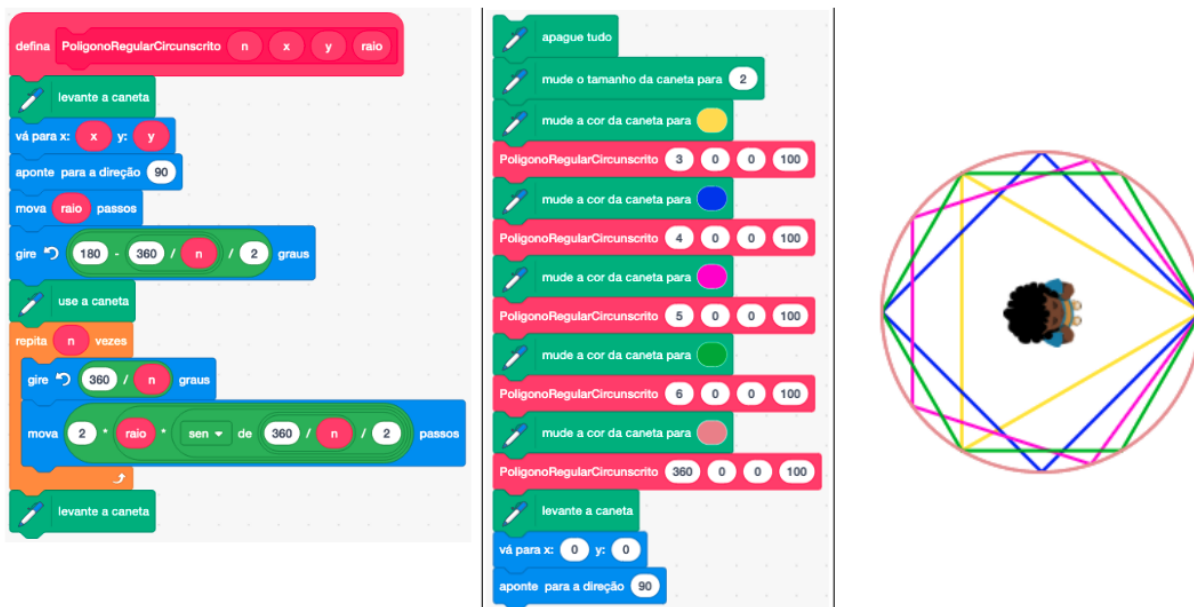 defina PoligonoRegularCircunscrito n x y raio
levante a caneta
vá para x: x y: y
aponte para a direção 90
mova raio passos
gire 180 - 360 / n / 2 graus
use a caneta
repita n vezes
gire 360 / n graus
mova 2 * raio * sen de 360 / n / 2 passos
levante a caneta
apague tudo
mude o tamanho da caneta para 2
mude a cor da caneta para
PoligonoRegularCircunscrito 3 0 0 100
mude a cor da caneta para
PoligonoRegularCircunscrito 4 0 0 100
mude a cor da caneta para
PoligonoRegularCircunscrito 5 0 0 100
mude a cor da caneta para
PoligonoRegularCircunscrito 6 0 0 100
mude a cor da caneta para
PoligonoRegularCircunscrito 360 0 0 100
levante a caneta
vá para x: 0 y: 0
aponte para a direção 90